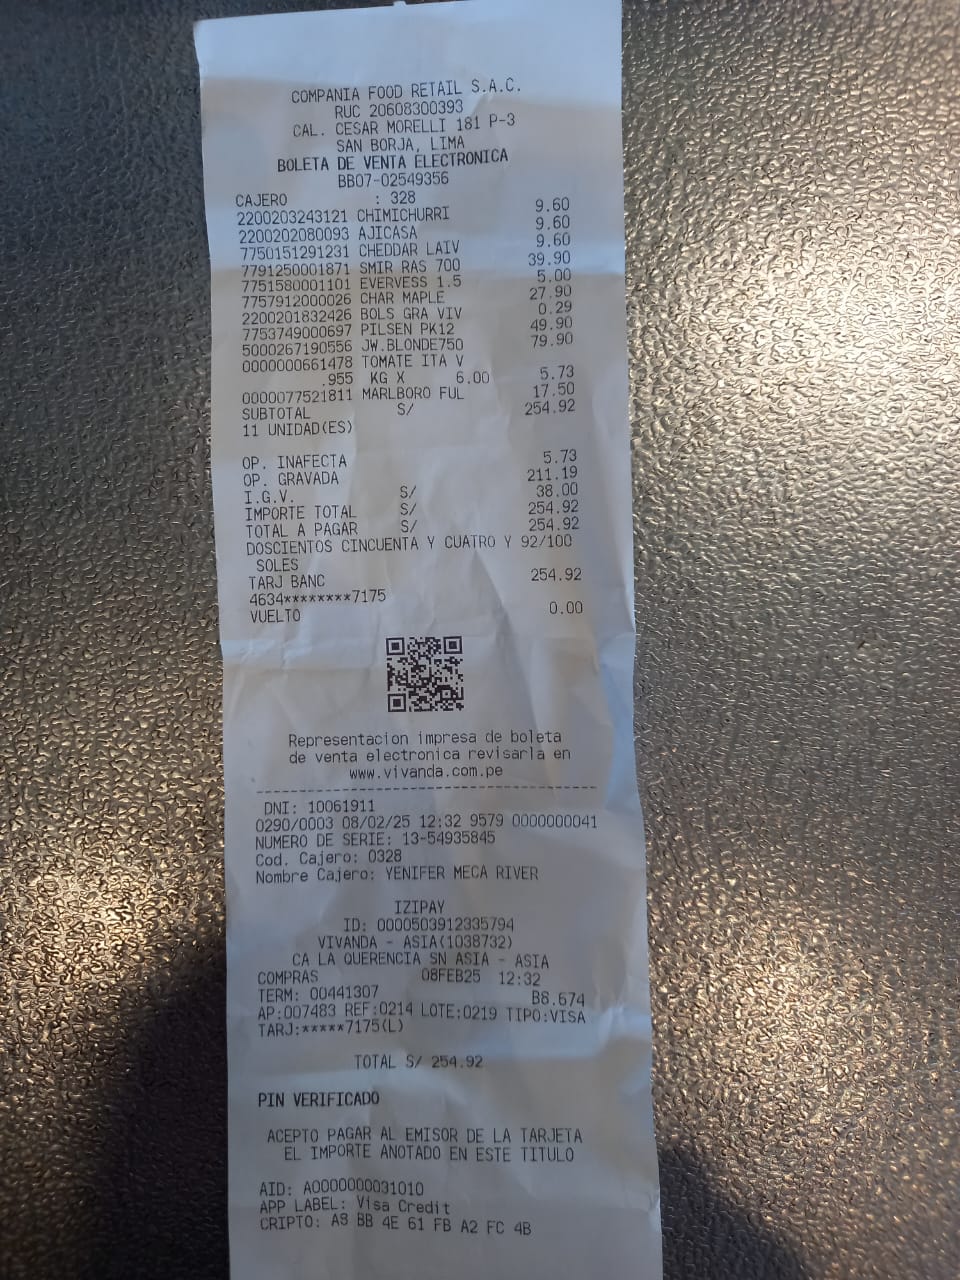 COMPANIA FOOD RETAIL S.A.C.
RUC 20608300393
CAL. CESAR MORELLI 181 P-3
SAN BORJA, LIMA
BOLETA DE VENTA ELECTRONICA
BB07-02549356
CAJERO : 328
2200203243121 CHIMICHURRI 9.60
2200202080093 AJICASA 9.60
7750151291231 CHEDDAR LAIV 9.60
7791250001871 SMIR RAS 700 39.90
7751580001101 EVERVESS 1.5 5.00
7757912000026 CHAR MAPLE 27.90
2200201832426 BOLS GRA VIV 0.29
7753749000697 PILSEN PK12 49.90
5000267190556 JW.BLONDE750 79.90
0000000661478 TOMATE ITA V
.955 KG X 6.00 5.73
0000077521811 MARLBORO FUL 17.50
SUBTOTAL S/ 254.92
11 UNIDAD(ES)
OP. INAFECTA 5.73
OP. GRAVADA 211.19
I.G.V. S/ 38.00
IMPORTE TOTAL S/ 254.92
TOTAL A PAGAR S/ 254.92
DOSCIENTOS CINCUENTA Y CUATRO Y 92/100
SOLES
TARJ BANC 254.92
4634********7175
VUELTO 0.00
Representacion impresa de boleta
de venta electronica revisarla en
www.vivanda.com.pe
DNI: 10061911
0290/0003 08/02/25 12:32 9579 0000000041
NUMERO DE SERIE: 13-54935845
Cod. Cajero: 0328
Nombre Cajero: YENIFER MECA RIVER
IZIPAY
ID: 0000503912335794
VIVANDA - ASIA(1038732)
CA LA QUERENCIA SN ASIA - ASIA
COMPRAS 08FEB25 12:32
TERM: 00441307 B8.674
AP:007483 REF:0214 LOTE:0219 TIPO:VISA
TARJ:*****7175(L)
TOTAL S/ 254.92
PIN VERIFICADO
ACEPTO PAGAR AL EMISOR DE LA TARJETA
EL IMPORTE ANOTADO EN ESTE TITULO
AID: A0000000031010
APP LABEL: Visa Credit
CRIPTO: A9 BB 4E 61 FB A2 FC 4B